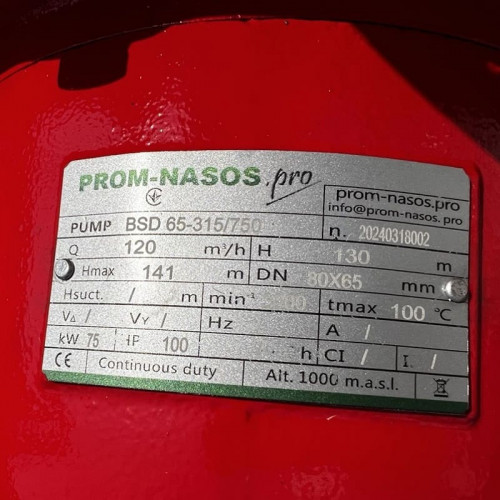 PROM-NASOS.pro
prom-nasos.pro
info@prom-nasos.pro
PUMP BSD 65-315/750 n. 20240318002
Q 120 m³/h H 130 m
Hmax 141 m DN 80X65 mm
Hsuct. / m min⁻¹ tmax 100 °C
V△ / VY / Hz A /
kW 75 HP 100 h CI / I /
CE Continuous duty Alt. 1000 m.a.s.l.